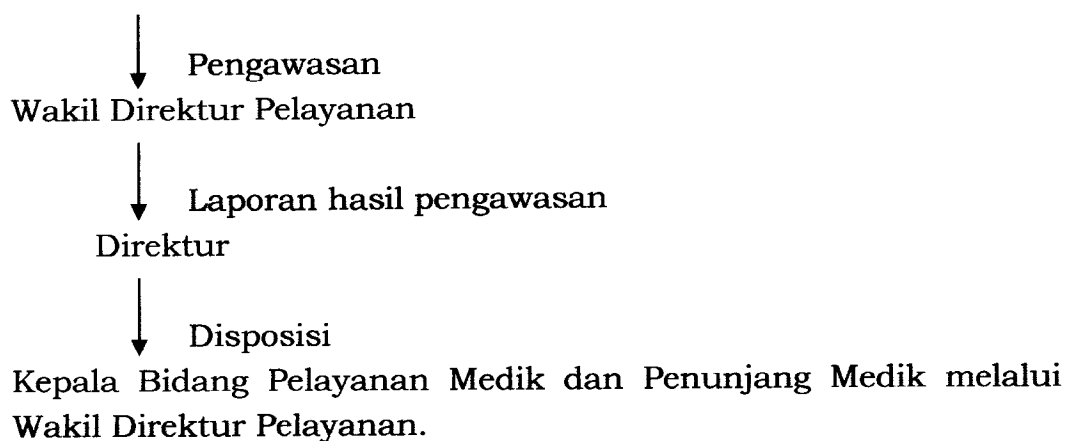 Pengawasan
Wakil Direktur Pelayanan
Laporan hasil pengawasan
Direktur
Disposisi
Kepala Bidang Pelayanan Medik dan Penunjang Medik melalui
Wakil Direktur Pelayanan.